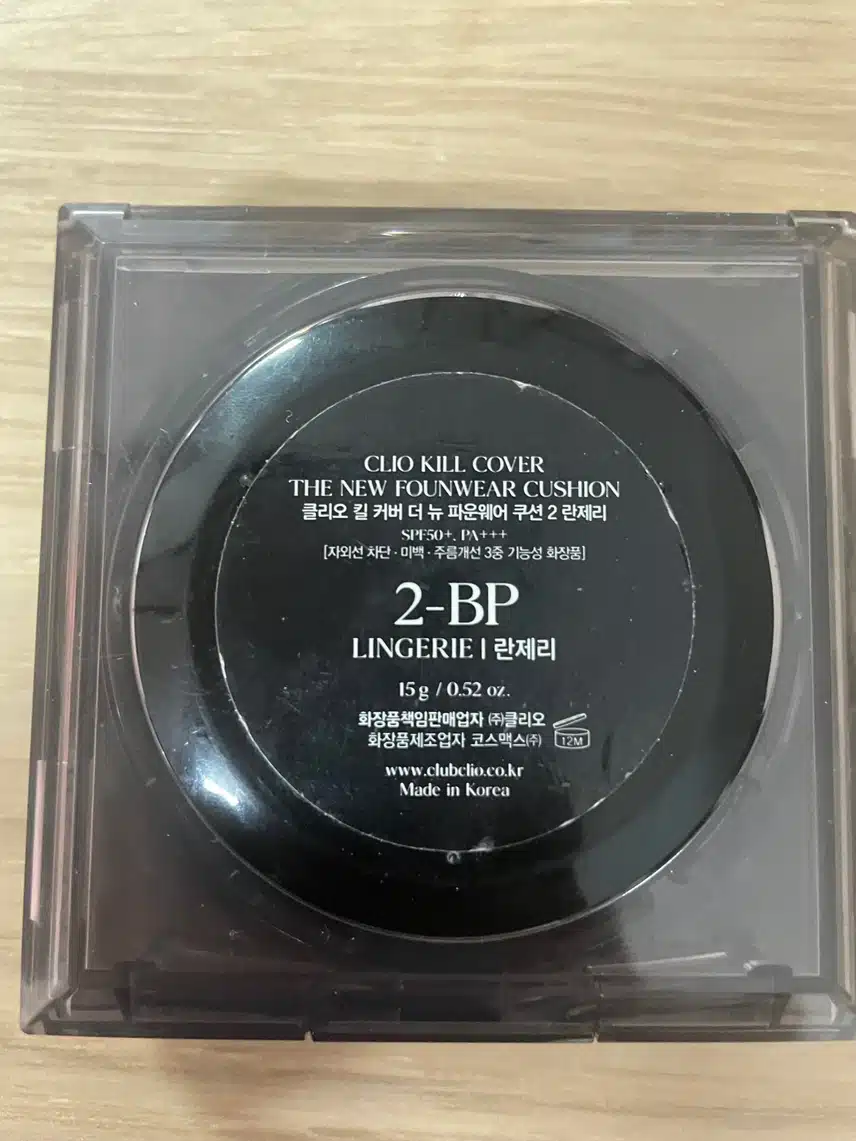 CLIO KILL COVER
THE NEW FOUNWEAR CUSHION
클리오 킬 커버 더 뉴 파운웨어 쿠션 2 란제리
SPF50+, PA+++
[자외선 차단 · 미백 · 주름개선 3중 기능성 화장품]
2-BP
LINGERIE | 란제리
15 g / 0.52 oz.
화장품책임판매업자 ㈜클리오
화장품제조업자 코스맥스㈜ 12M
www.clubclio.co.kr
Made in Korea